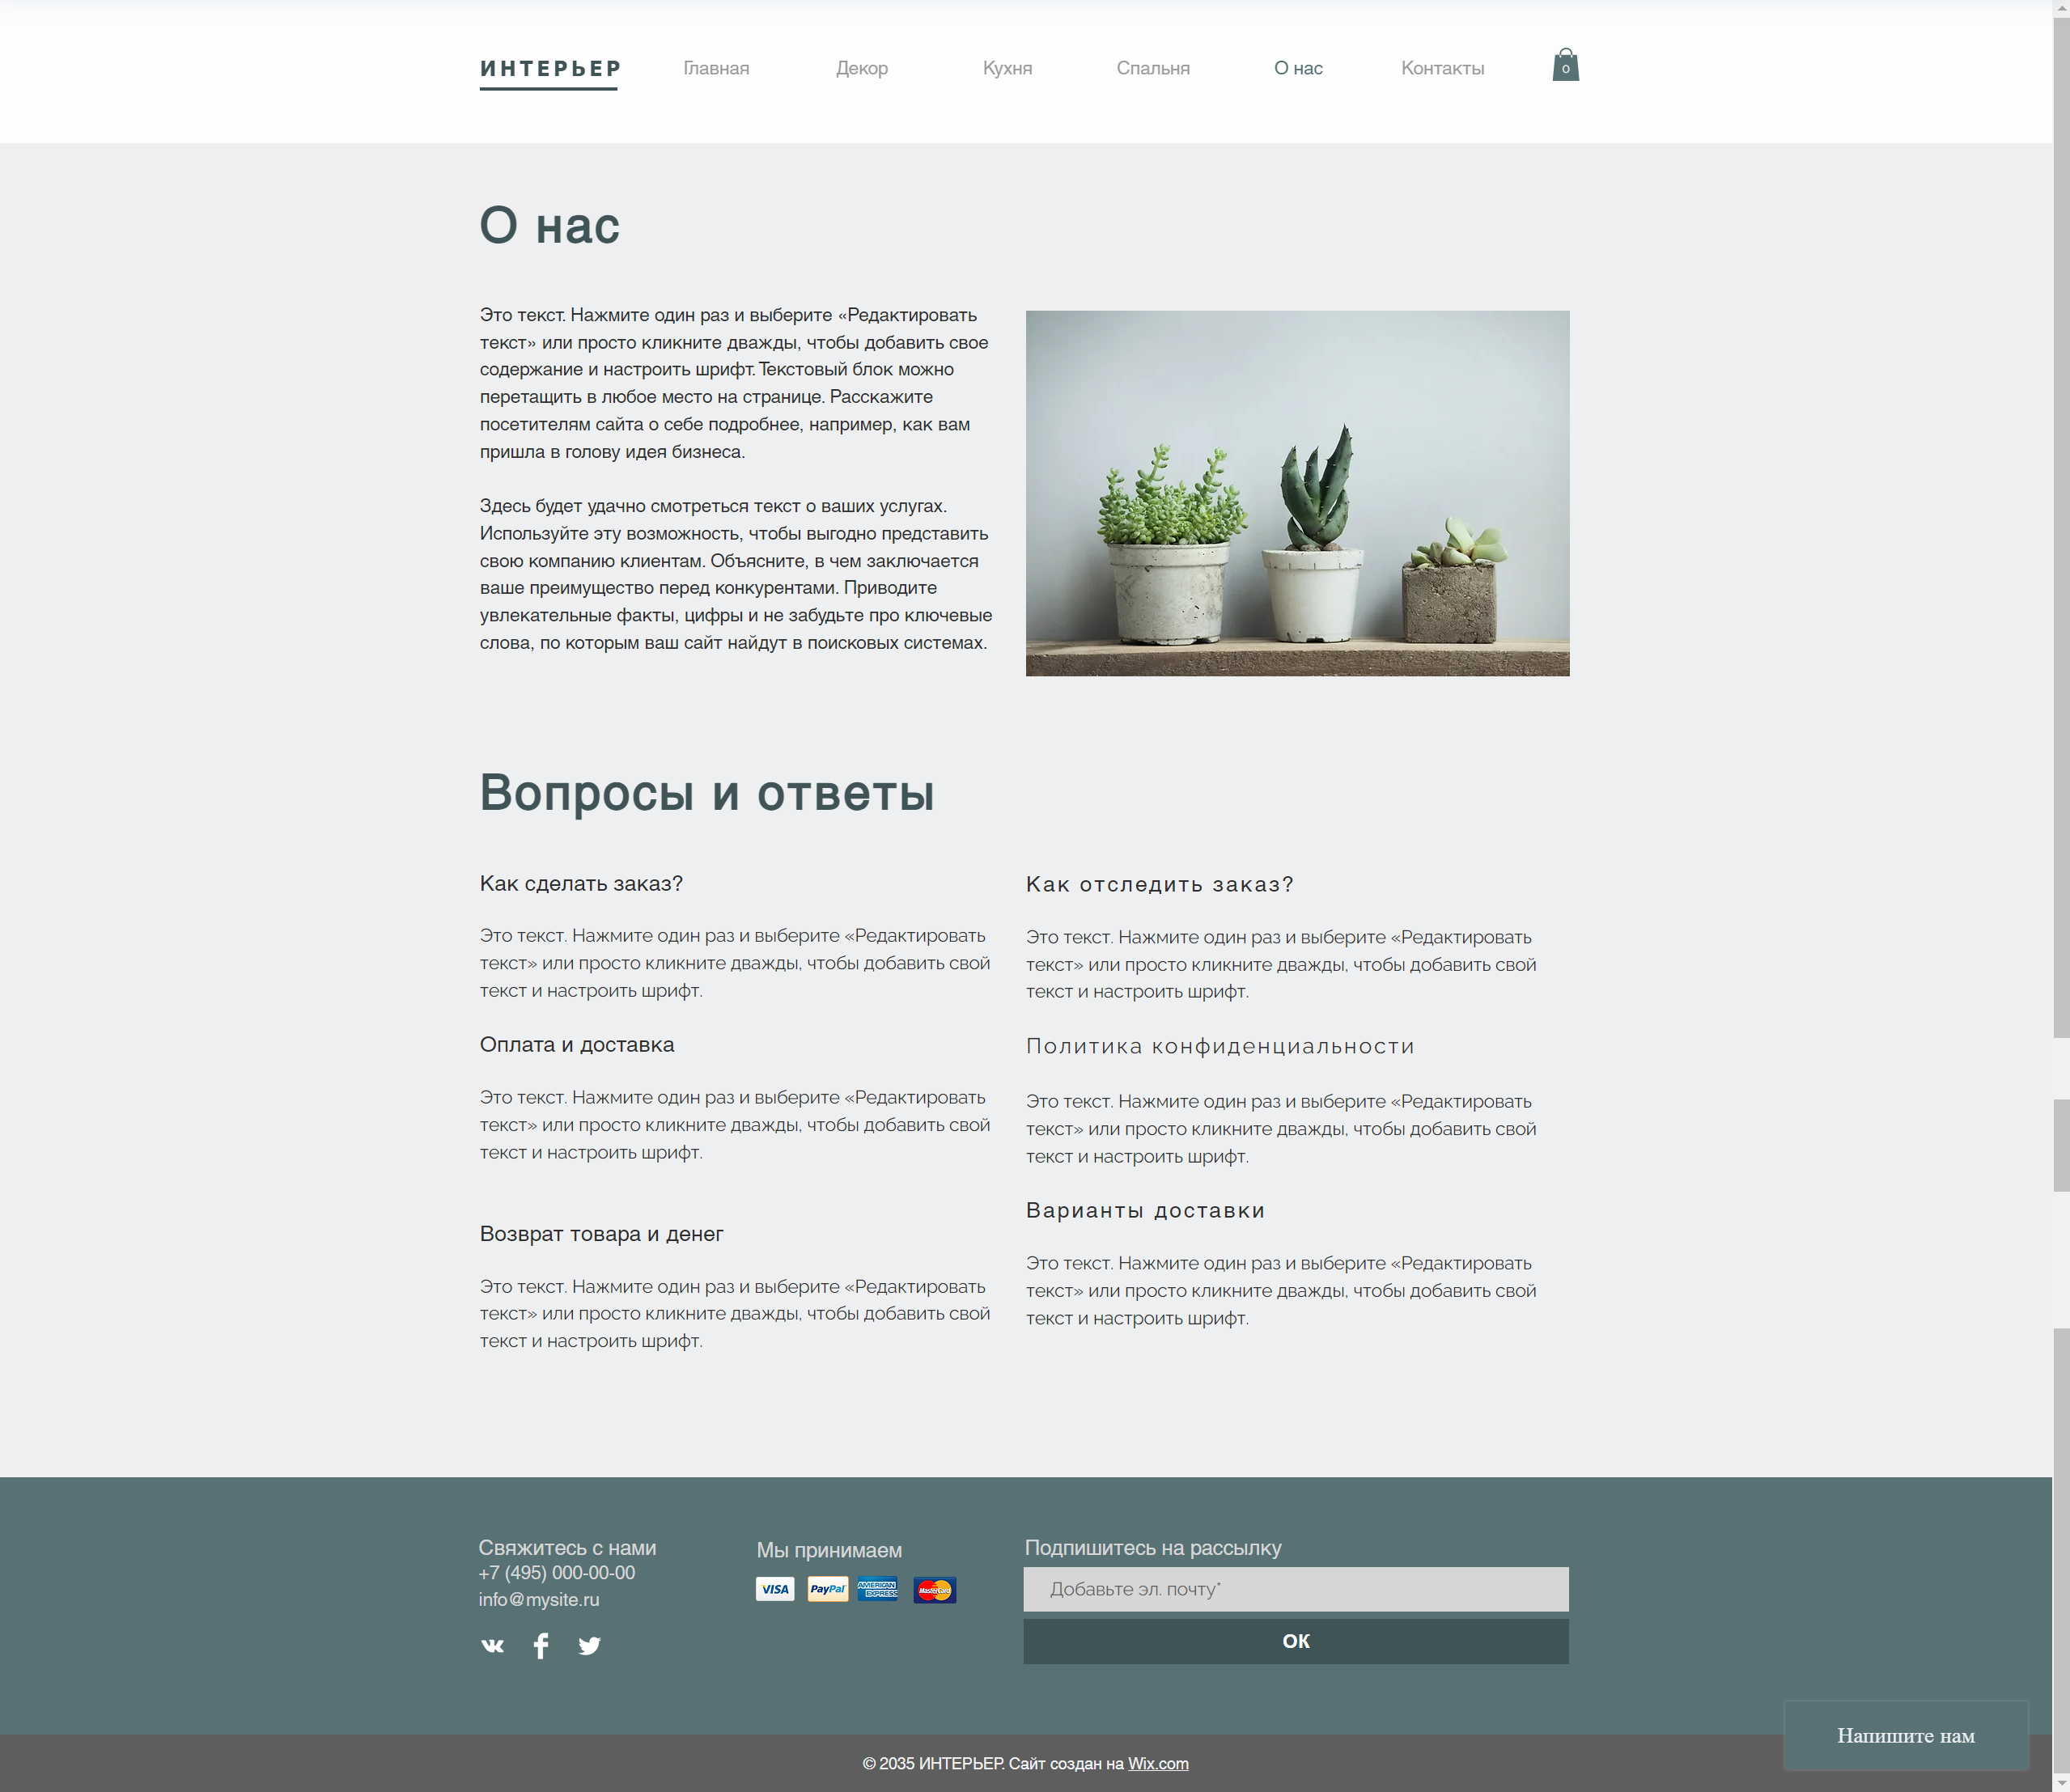 ИНТЕРЬЕР
Главная
Декор
Кухня
Спальня
О нас
Контакты
0
О нас
Это текст. Нажмите один раз и выберите «Редактировать
текст» или просто кликните дважды, чтобы добавить свое
содержание и настроить шрифт. Текстовый блок можно
перетащить в любое место на странице. Расскажите
посетителям сайта о себе подробнее, например, как вам
пришла в голову идея бизнеса.
Здесь будет удачно смотреться текст о ваших услугах.
Используйте эту возможность, чтобы выгодно представить
свою компанию клиентам. Объясните, в чем заключается
ваше преимущество перед конкурентами. Приводите
увлекательные факты, цифры и не забудьте про ключевые
слова, по которым ваш сайт найдут в поисковых системах.
Вопросы и ответы
Как сделать заказ?
Это текст. Нажмите один раз и выберите «Редактировать
текст» или просто кликните дважды, чтобы добавить свой
текст и настроить шрифт.
Оплата и доставка
Это текст. Нажмите один раз и выберите «Редактировать
текст» или просто кликните дважды, чтобы добавить свой
текст и настроить шрифт.
Возврат товара и денег
Это текст. Нажмите один раз и выберите «Редактировать
текст» или просто кликните дважды, чтобы добавить свой
текст и настроить шрифт.
Как отследить заказ?
Это текст. Нажмите один раз и выберите «Редактировать
текст» или просто кликните дважды, чтобы добавить свой
текст и настроить шрифт.
Политика конфиденциальности
Это текст. Нажмите один раз и выберите «Редактировать
текст» или просто кликните дважды, чтобы добавить свой
текст и настроить шрифт.
Варианты доставки
Это текст. Нажмите один раз и выберите «Редактировать
текст» или просто кликните дважды, чтобы добавить свой
текст и настроить шрифт.
Свяжитесь с нами
+7 (495) 000-00-00
info@mysite.ru
Мы принимаем
VISA
PayPal
AMERICAN
EXPRESS
MasterCard
Подпишитесь на рассылку
Добавьте эл. почту*
ОК
Напишите нам
© 2035 ИНТЕРЬЕР. Сайт создан на Wix.com